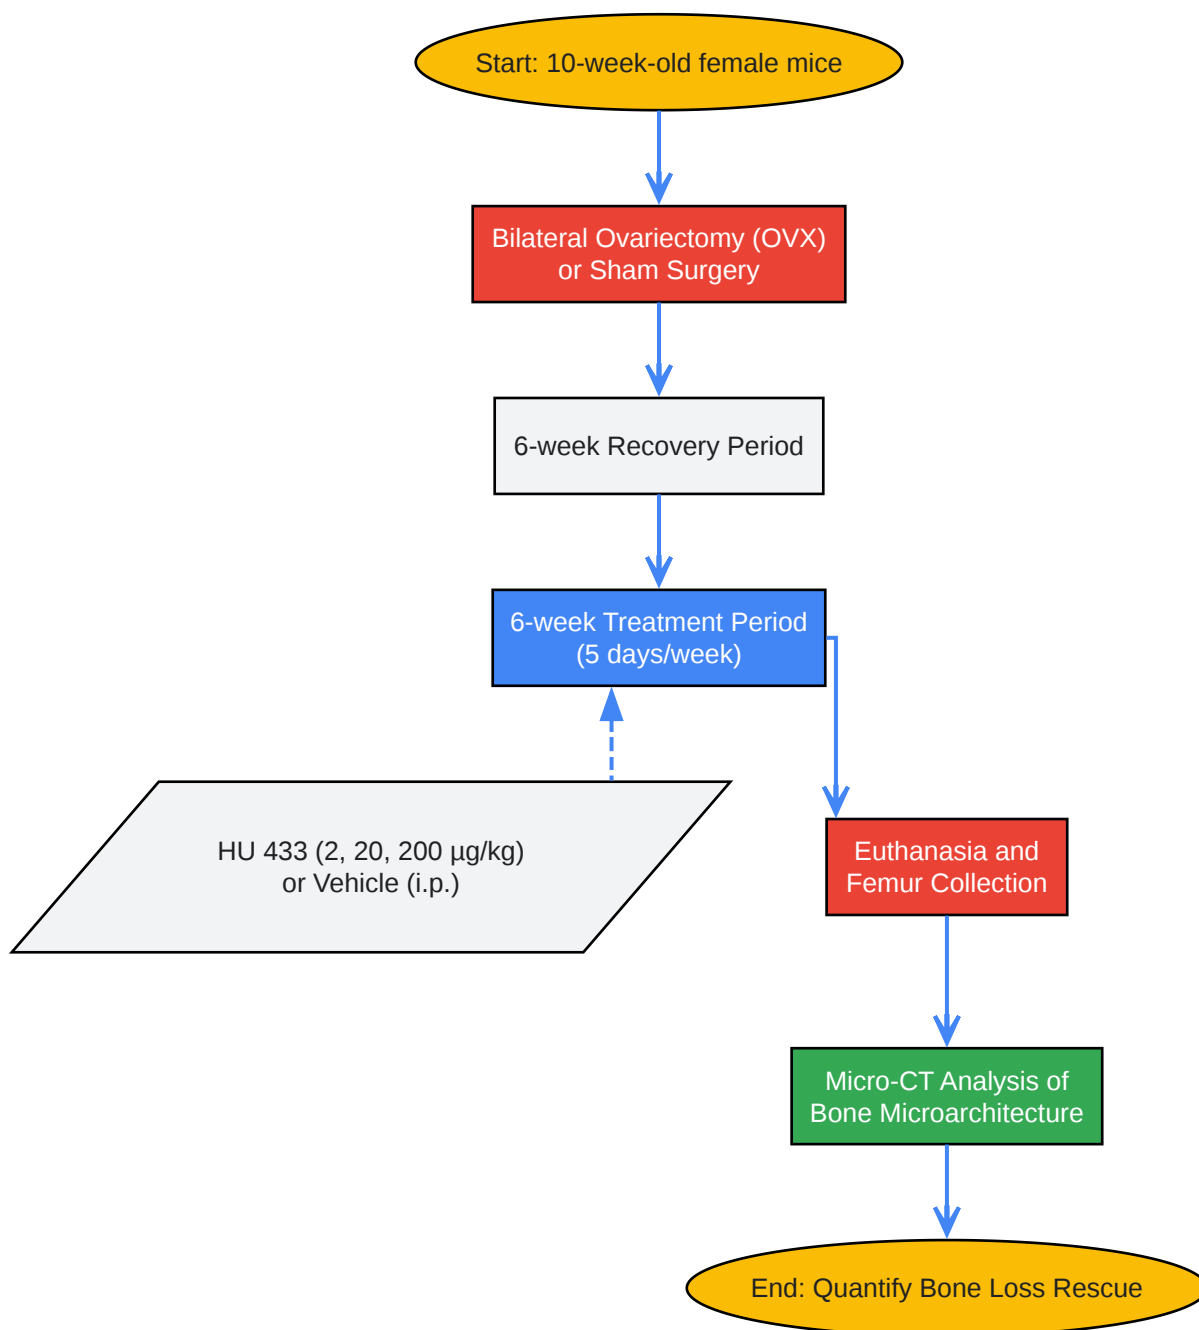 Start: 10-week-old female mice
Bilateral Ovariectomy (OVX)
or Sham Surgery
6-week Recovery Period
6-week Treatment Period
(5 days/week)
HU 433 (2, 20, 200 µg/kg)
or Vehicle (i.p.)
Euthanasia and
Femur Collection
Micro-CT Analysis of
Bone Microarchitecture
End: Quantify Bone Loss Rescue